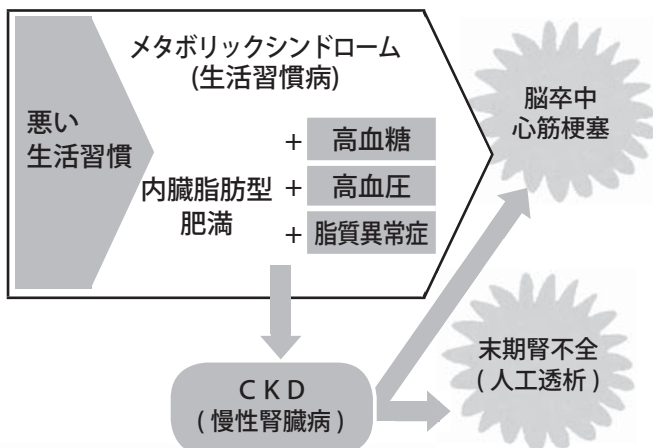 メタボリックシンドローム
(生活習慣病)
悪い
生活習慣
内臓脂肪型
肥満
+ 高血糖
+ 高血圧
+ 脂質異常症
脳卒中
心筋梗塞
CKD
(慢性腎臓病)
末期腎不全
(人工透析)